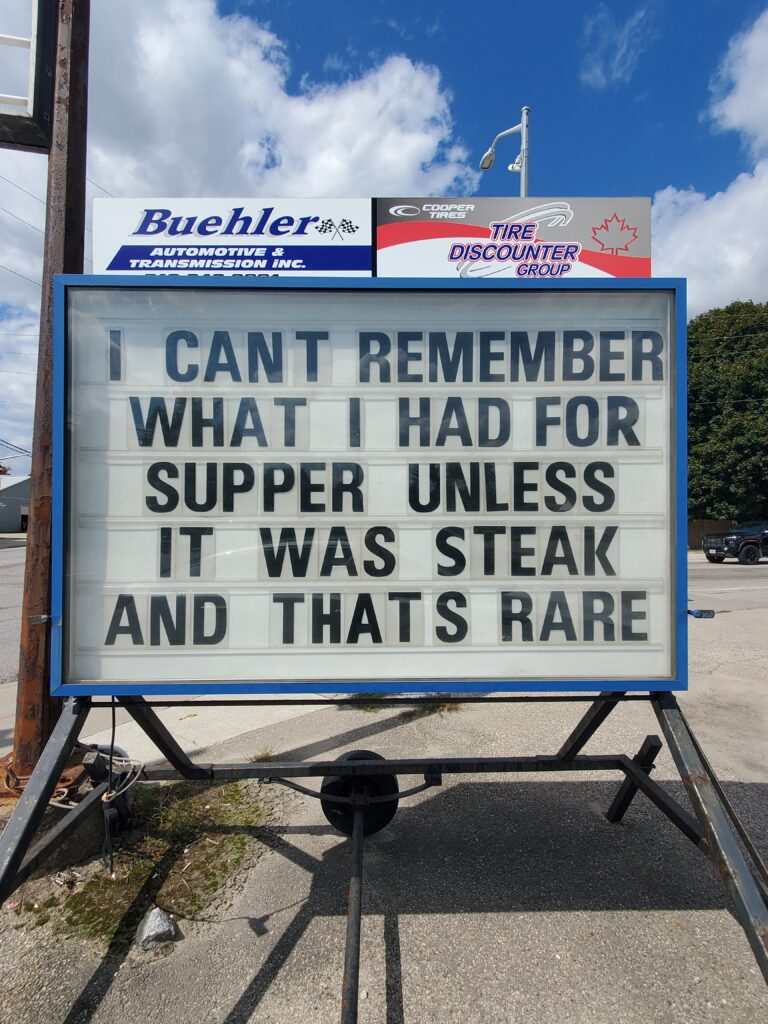 Buehler
AUTOMOTIVE &
TRANSMISSION INC.
COOPER
TIRES
TIRE
DISCOUNTER
GROUP
I CANT REMEMBER
WHAT I HAD FOR
SUPPER UNLESS
IT WAS STEAK
AND THATS RARE